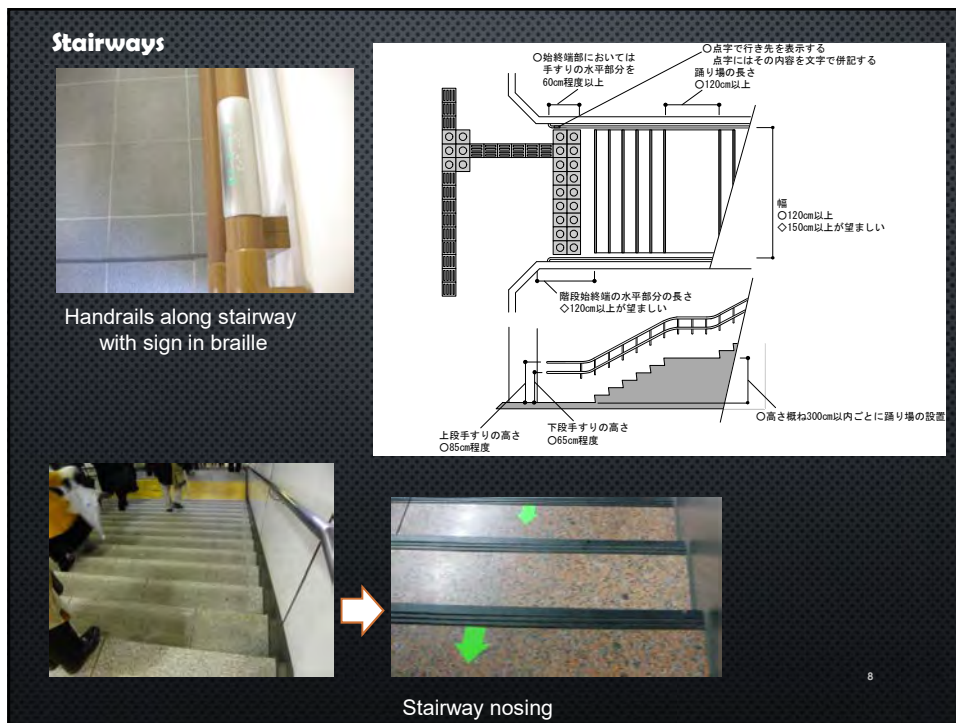 Stairways
Handrails along stairway
with sign in braille
〇始終端部においては
手すりの水平部分を
60cm程度以上
〇点字で行き先を表示する
点字にはその内容を文字で併記する
踊り場の長さ
〇120cm以上
幅
〇120cm以上
◇150cm以上が望ましい
階段始終端の水平部分の長さ
◇120cm以上が望ましい
〇高さ概ね300cm以内ごとに踊り場の設置
上段手すりの高さ
〇85cm程度
下段手すりの高さ
〇65cm程度
Stairway nosing
8